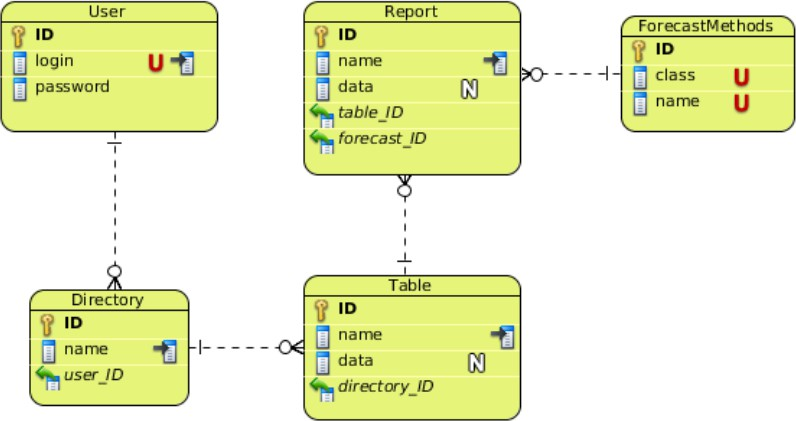 User
ID
login U
password
Report
ID
name
data N
table_ID
forecast_ID
ForecastMethods
ID
class U
name U
Directory
ID
name
user_ID
Table
ID
name
data N
directory_ID